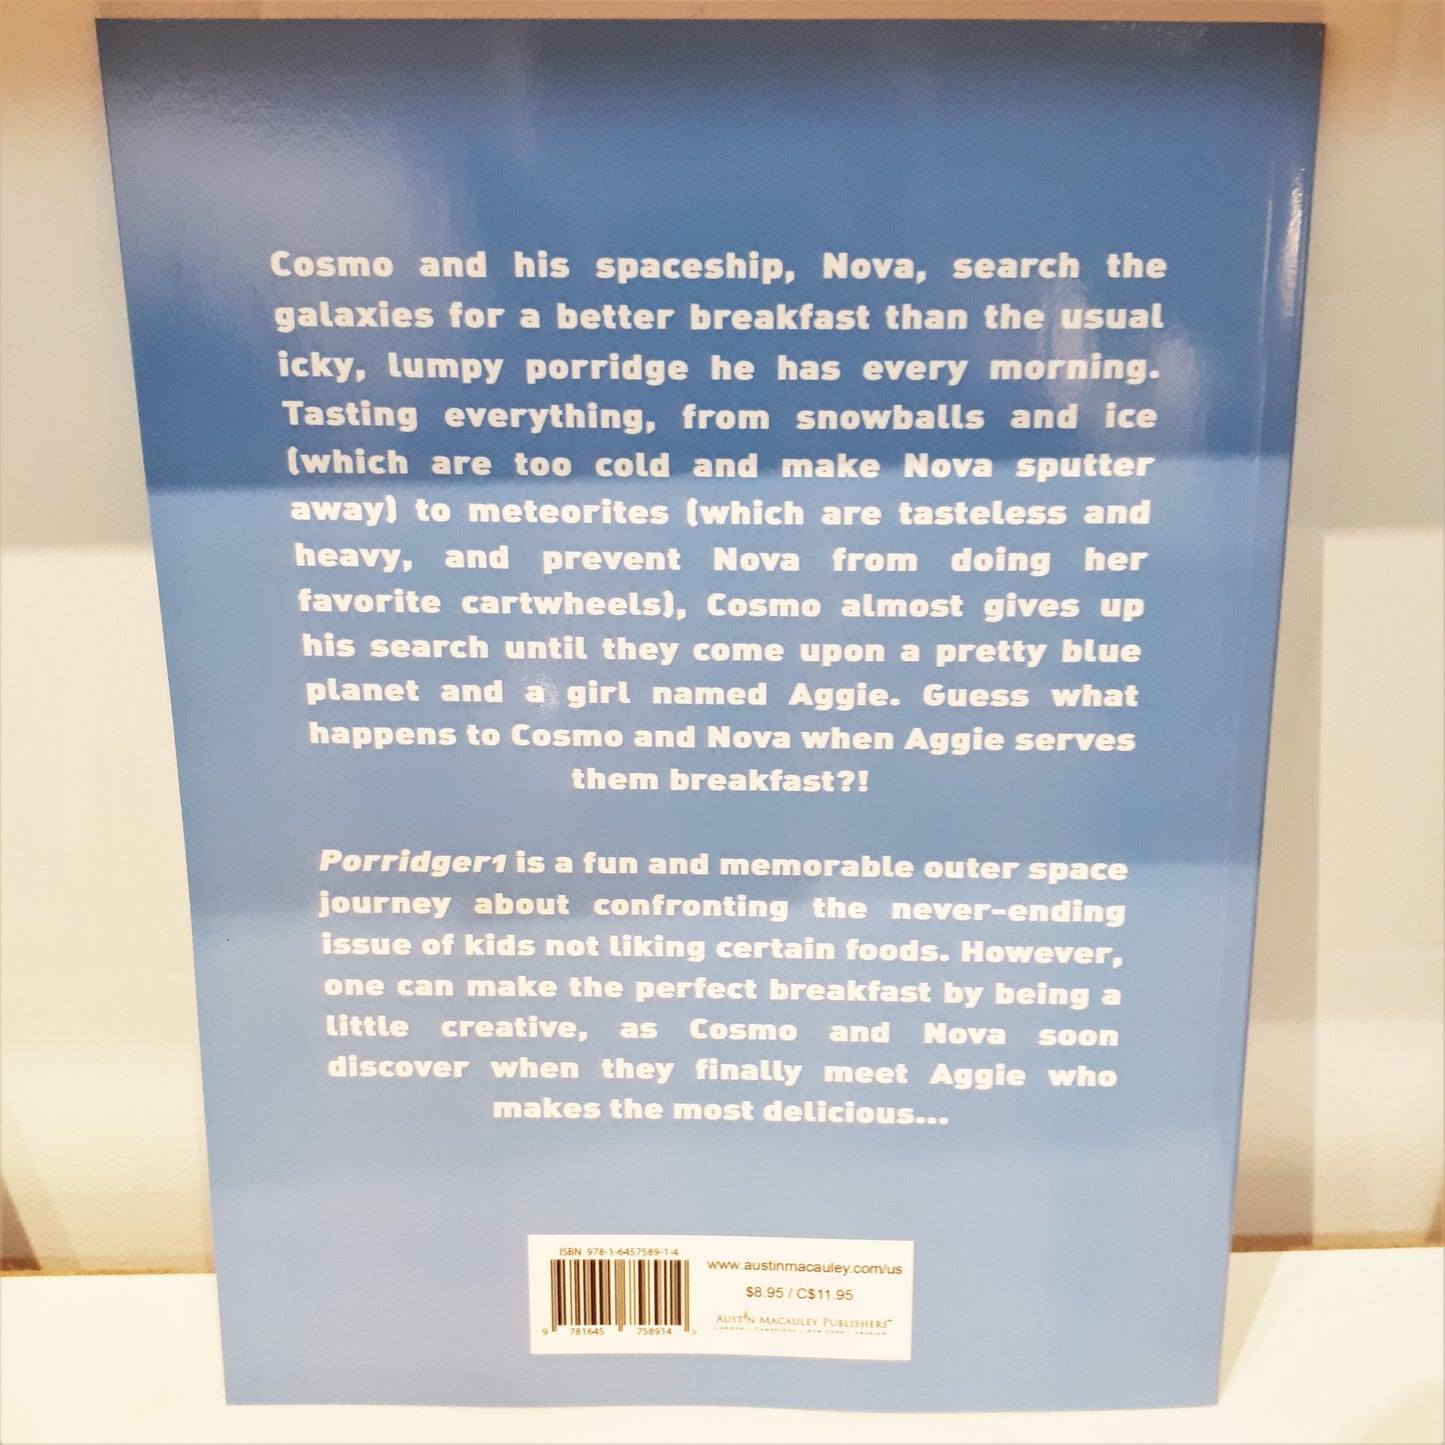 Cosmo and his spaceship, Nova, search the
galaxies for a better breakfast than the usual
icky, lumpy porridge he has every morning.
Tasting everything, from snowballs and ice
(which are too cold and make Nova sputter
away) to meteorites (which are tasteless and
heavy, and prevent Nova from doing her
favorite cartwheels), Cosmo almost gives up
his search until they come upon a pretty blue
planet and a girl named Aggie. Guess what
happens to Cosmo and Nova when Aggie serves
them breakfast?!
Porridger1 is a fun and memorable outer space
journey about confronting the never-ending
issue of kids not liking certain foods. However,
one can make the perfect breakfast by being a
little creative, as Cosmo and Nova soon
discover when they finally meet Aggie who
makes the most delicious...
ISBN 978-1-6457589-1-4
9 781645 758914 >
www.austinmacauley.com/us
$8.95 / C$11.95
AUSTIN MACAULEY PUBLISHERS™
LONDON • CAMBRIDGE • NEW YORK • SHARJAH